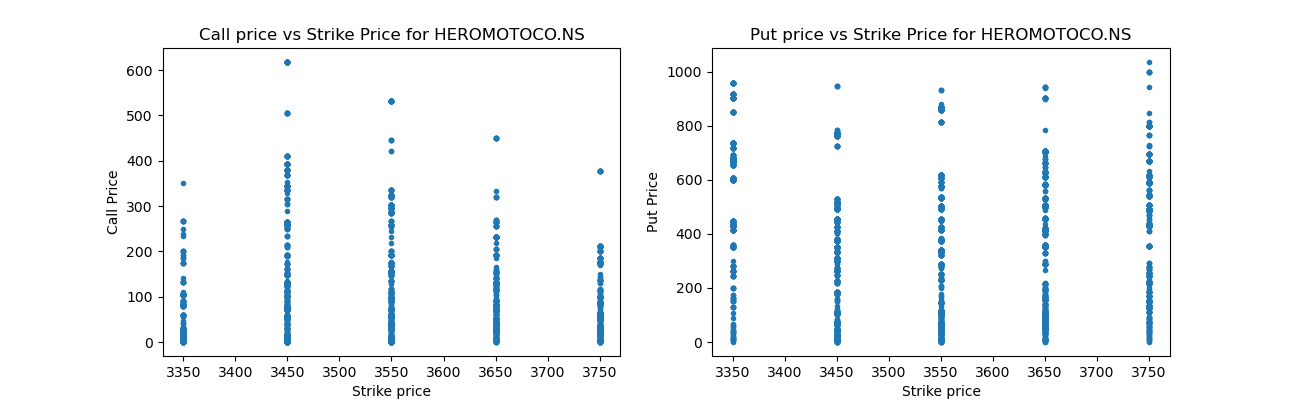 Call price vs Strike Price for HEROMOTOCO.NS
Call Price
600
500
400
300
200
100
0
3350 3400 3450 3500 3550 3600 3650 3700 3750
Strike price
Put price vs Strike Price for HEROMOTOCO.NS
Put Price
1000
800
600
400
200
0
3350 3400 3450 3500 3550 3600 3650 3700 3750
Strike price